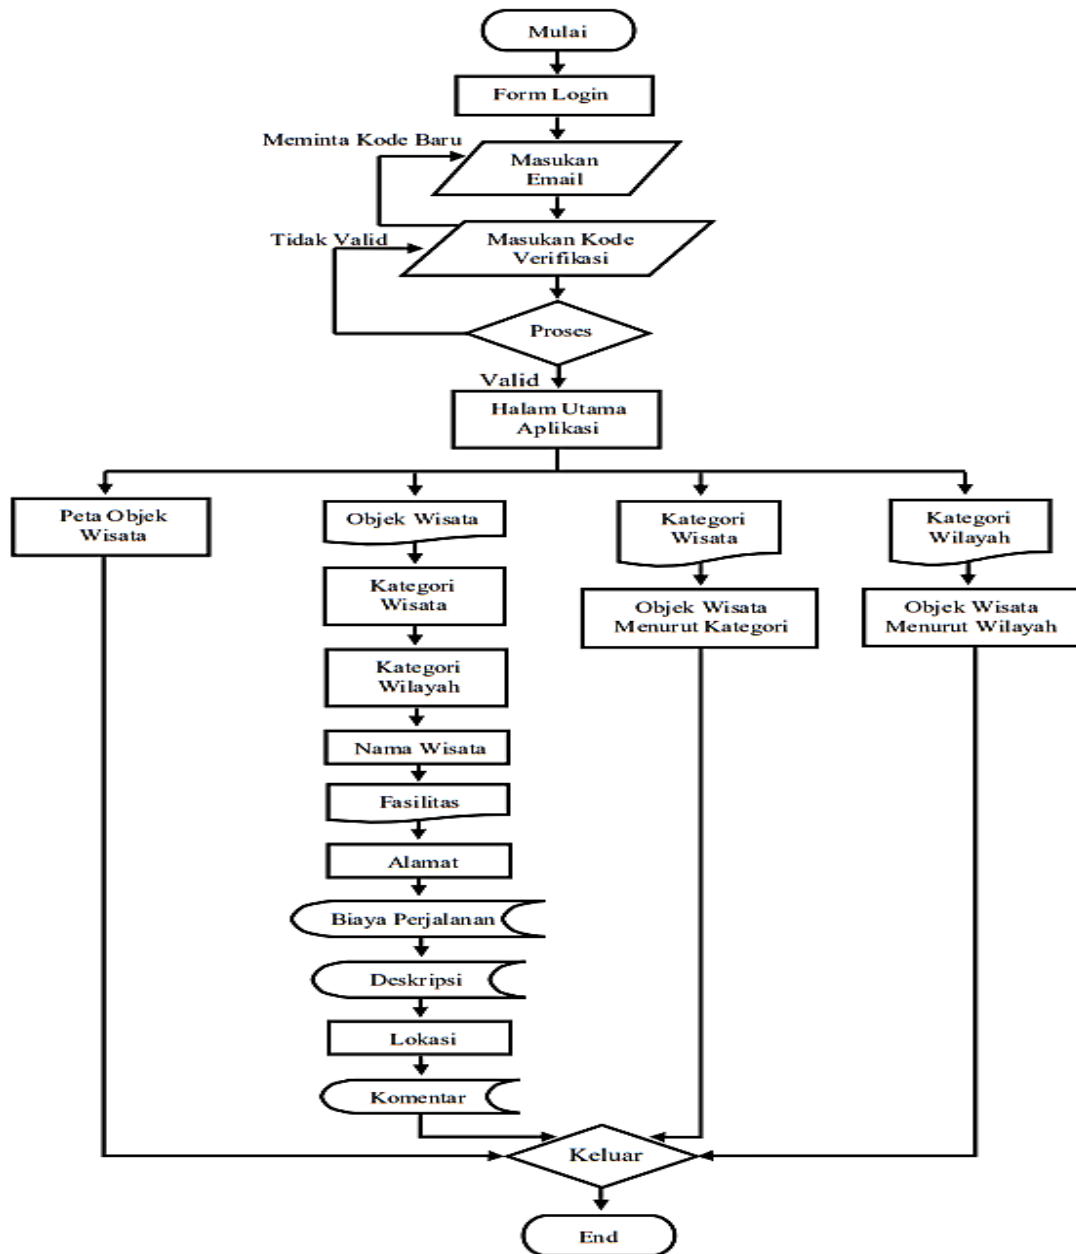 Mulai
Form Login
Meminta Kode Baru
Masukan
Email
Tidak Valid
Masukan Kode
Verifikasi
Proses
Valid
Halam Utama
Aplikasi
Peta Objek
Wisata
Objek Wisata
Kategori
Wisata
Kategori
Wilayah
Kategori
Wisata
Objek Wisata
Menurut Kategori
Objek Wisata
Menurut Wilayah
Kategori
Wilayah
Nama Wisata
Fasilitas
Alamat
Biaya Perjalanan
Deskripsi
Lokasi
Komentar
Keluar
End